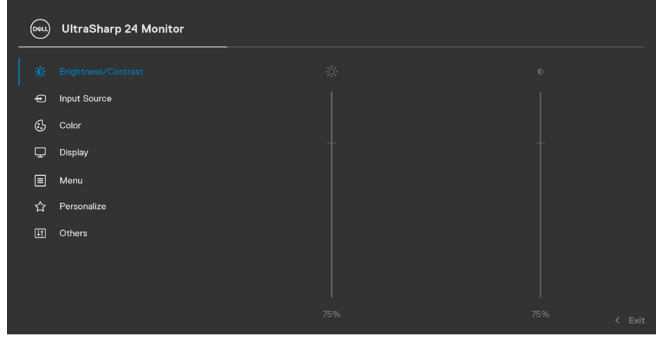 DELL
UltraSharp 24 Monitor
Brightness/Contrast
Input Source
Color
Display
Menu
Personalize
Others
75%
75%
< Exit